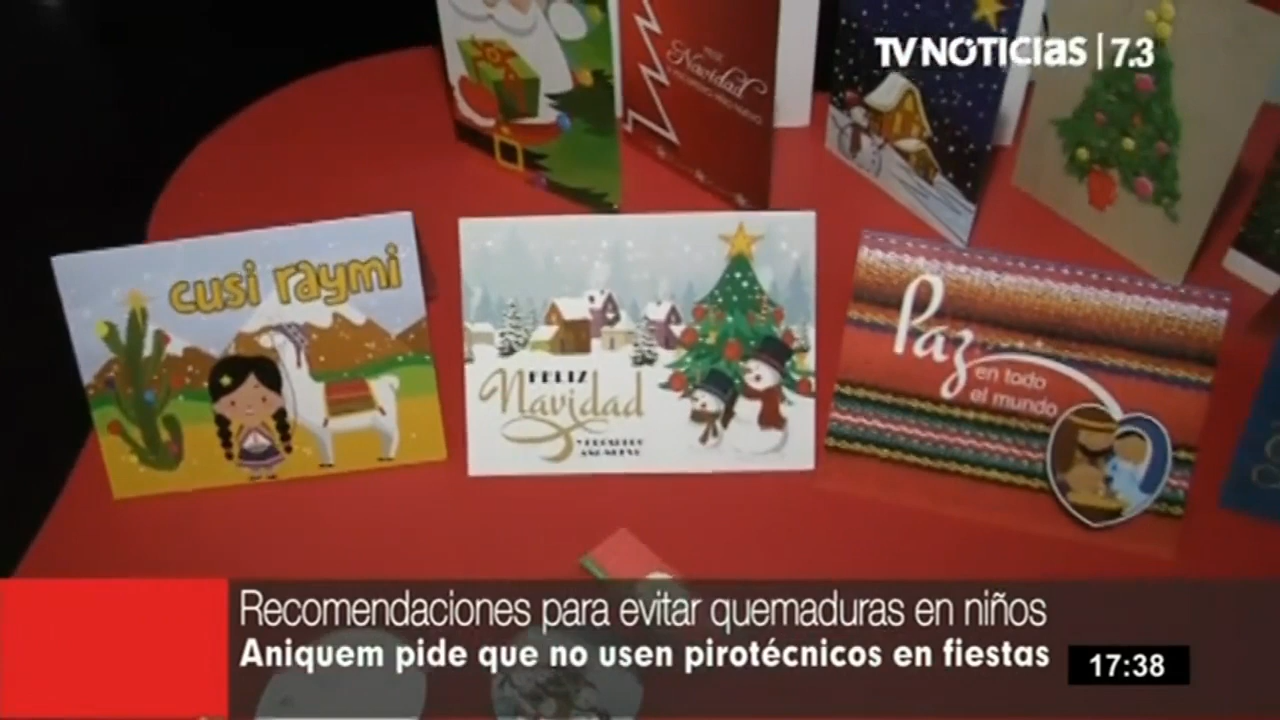 TV NOTICIAS | 7.3
Navidad
cusi raymi
FELIZ
Navidad
Paz
en todo
el mundo
Recomendaciones para evitar quemaduras en niños
Aniquem pide que no usen pirotécnicos en fiestas
17:38